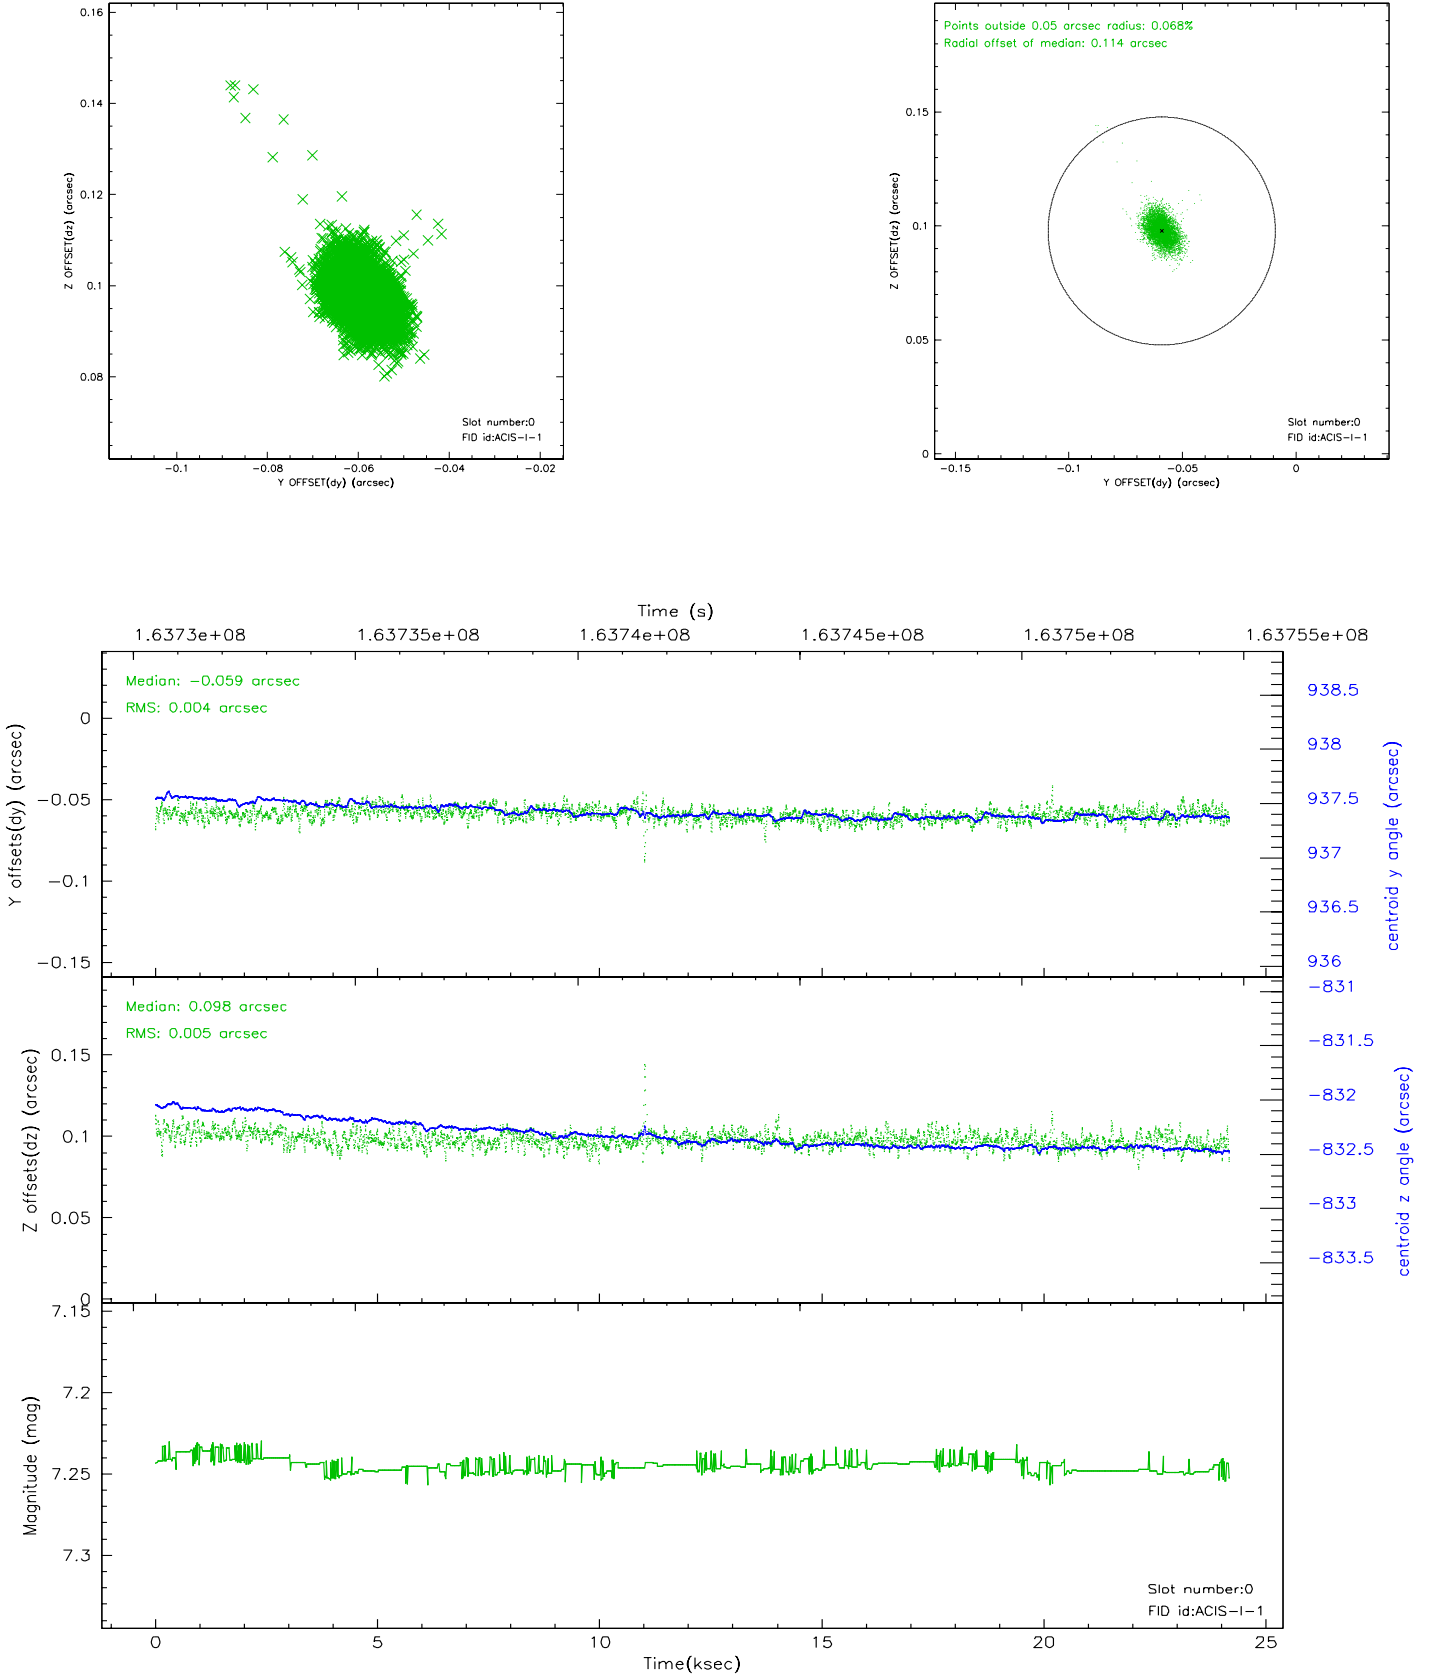 0.16
0.14
0.12
0.1
0.08
Z OFFSET(dz) (arcsec)
Slot number:0
FID id:ACIS-I-1
-0.1 -0.08 -0.06 -0.04 -0.02
Y OFFSET(dy) (arcsec)
Points outside 0.05 arcsec radius: 0.068%
Radial offset of median: 0.114 arcsec
0.15
0.1
0.05
0
Z OFFSET(dz) (arcsec)
Slot number:0
FID id:ACIS-I-1
-0.15 -0.1 -0.05 0
Y OFFSET(dy) (arcsec)
Time (s)
1.6373e+08 1.63735e+08 1.6374e+08 1.63745e+08 1.6375e+08 1.63755e+08
Median: -0.059 arcsec
RMS: 0.004 arcsec
0
-0.05
-0.1
-0.15
Y offsets(dy) (arcsec)
938.5
938
937.5
937
936.5
936
centroid y angle (arcsec)
Median: 0.098 arcsec
RMS: 0.005 arcsec
0.15
0.1
0.05
0
Z offsets(dz) (arcsec)
-831
-831.5
-832
-832.5
-833
-833.5
centroid z angle (arcsec)
7.15
7.2
7.25
7.3
Magnitude (mag)
Slot number:0
FID id:ACIS-I-1
0 5 10 15 20 25
Time(ksec)